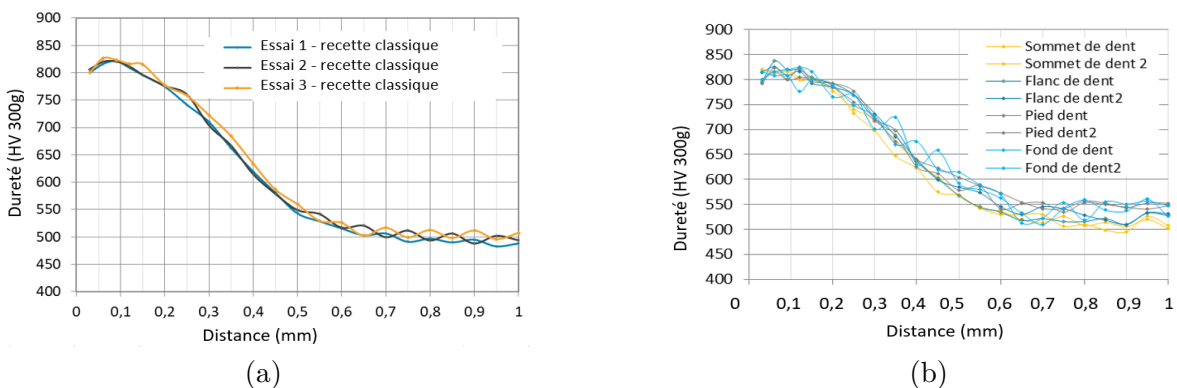 900
850
800
750
700
650
600
550
500
450
400
Dureté (HV 300g)
Essai 1 - recette classique
Essai 2 - recette classique
Essai 3 - recette classique
0 0,1 0,2 0,3 0,4 0,5 0,6 0,7 0,8 0,9 1
Distance (mm)
(a)
900
850
800
750
700
650
600
550
500
450
400
Dureté (HV 300g)
Sommet de dent
Sommet de dent 2
Flanc de dent
Flanc de dent2
Pied dent
Pied dent2
Fond de dent
Fond de dent2
0 0,1 0,2 0,3 0,4 0,5 0,6 0,7 0,8 0,9 1
Distance (mm)
(b)